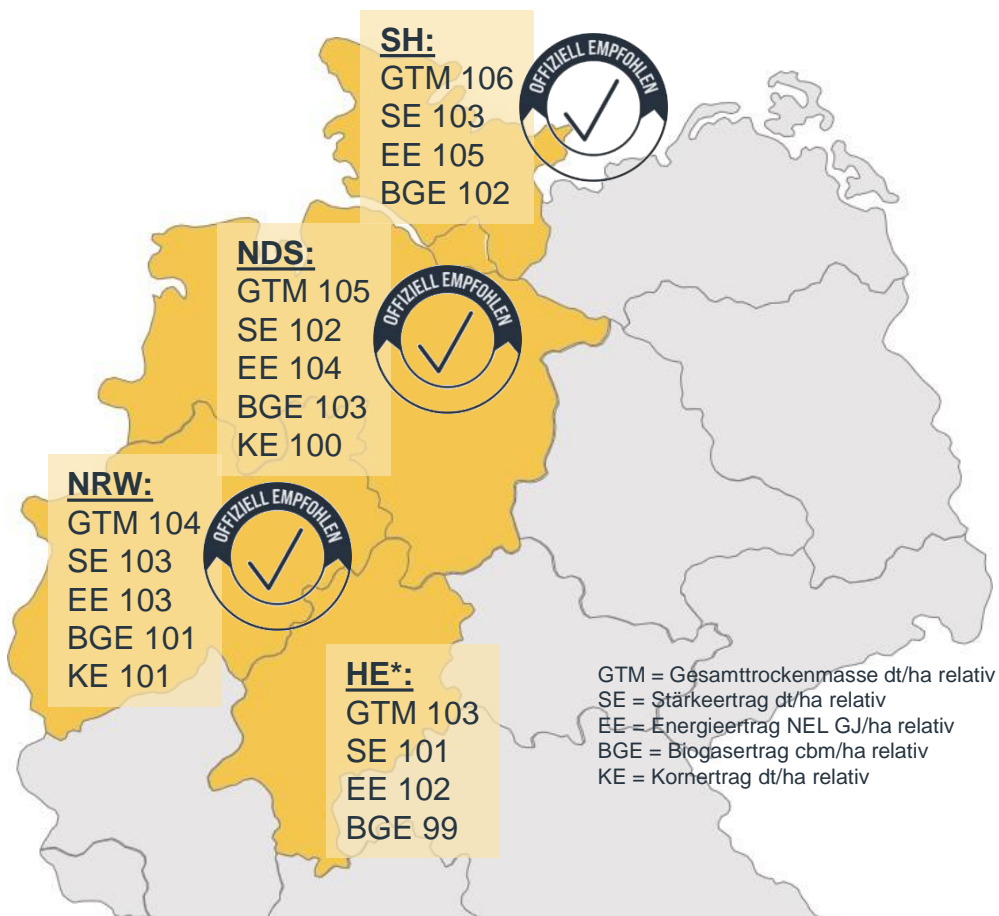 SH:
GTM 106
SE 103
EE 105
BGE 102
OFFIZIELL EMPFOHLEN
NDS:
GTM 105
SE 102
EE 104
BGE 103
KE 100
OFFIZIELL EMPFOHLEN
NRW:
GTM 104
SE 103
EE 103
BGE 101
KE 101
OFFIZIELL EMPFOHLEN
HE*:
GTM 103
SE 101
EE 102
BGE 99
GTM = Gesamttrockenmasse dt/ha relativ
SE = Stärkeertrag dt/ha relativ
EE = Energieertrag NEL GJ/ha relativ
BGE = Biogasertrag cbm/ha relativ
KE = Kornertrag dt/ha relativ